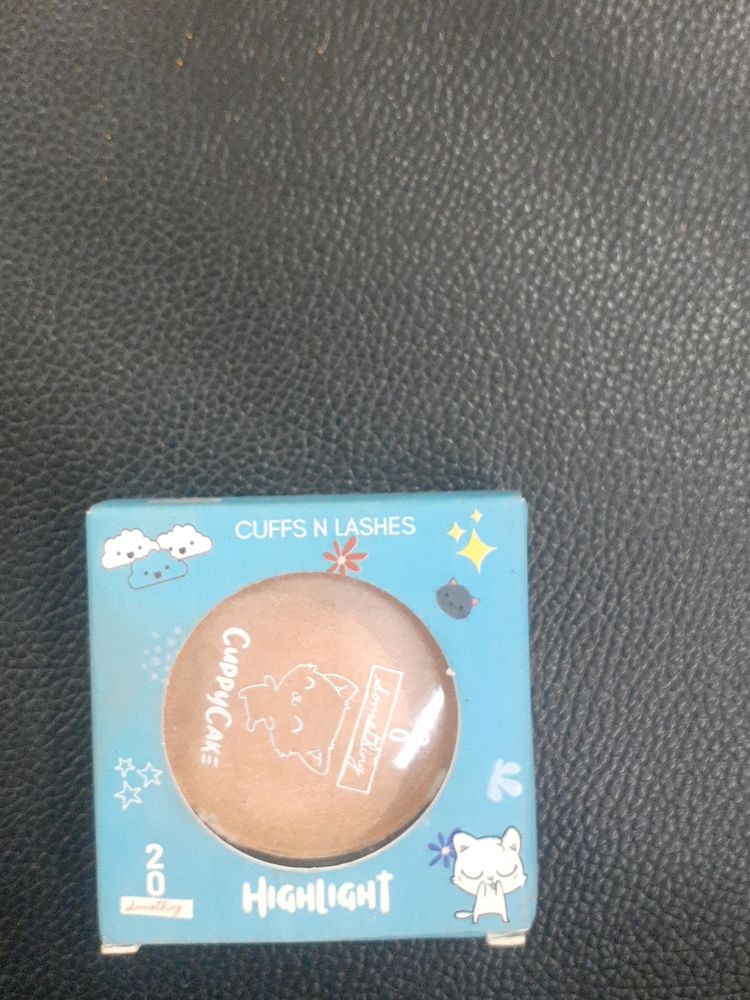 CUFFS N LASHES
CUPPYCAKE
Something
20
Something
HIGHLIGHT